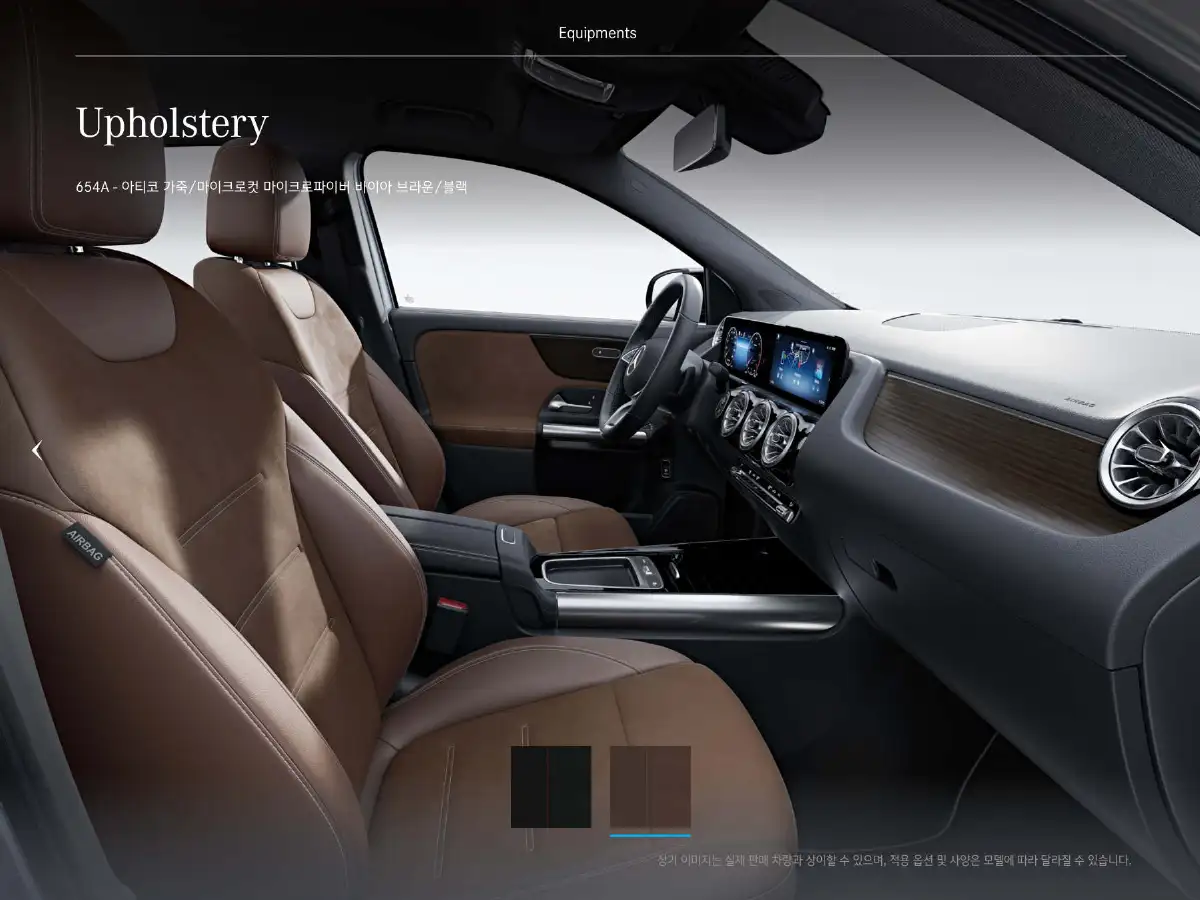 Equipments
Upholstery
654A - 아티코 가죽/마이크로컷 마이크로파이버 바이아 브라운/블랙
AIRBAG
AIRBAG
상기 이미지는 실제 판매 차량과 상이할 수 있으며, 적용 옵션 및 사양은 모델에 따라 달라질 수 있습니다.